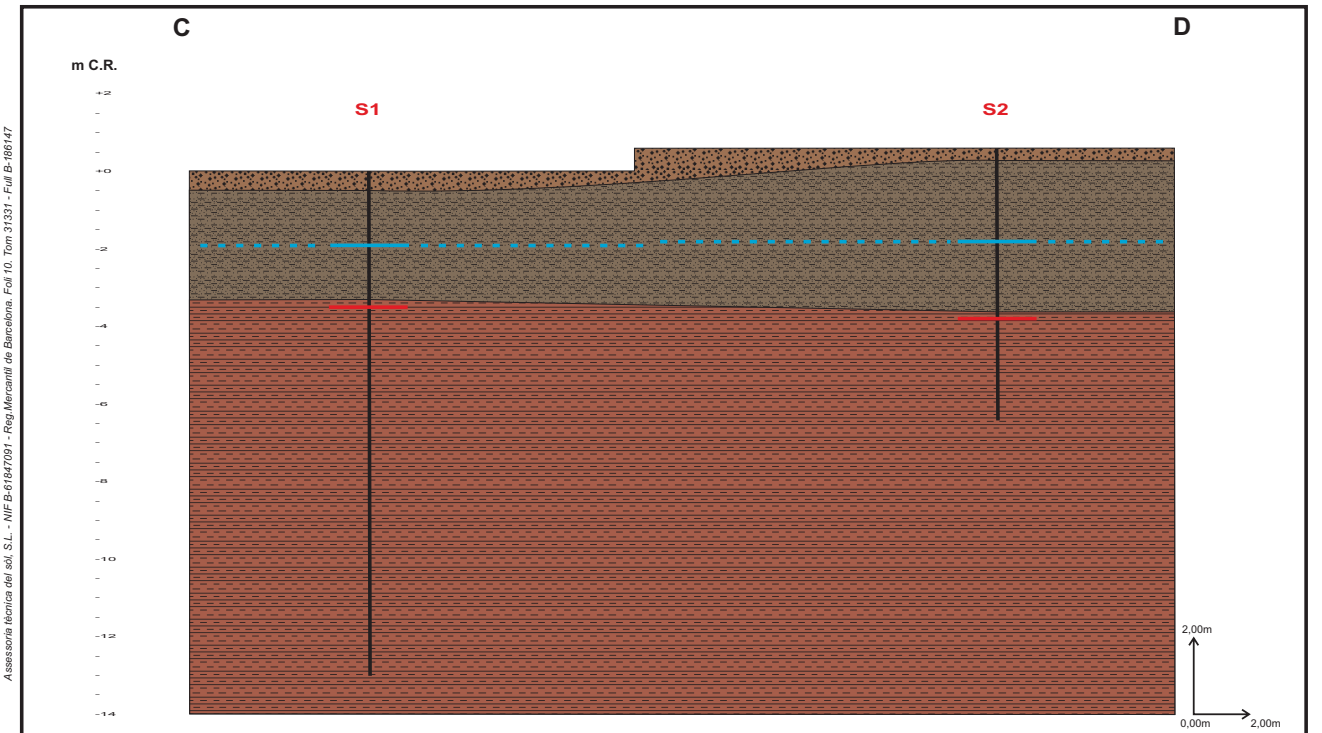 C
D
m C.R.
+2
S1
S2
+0
-2
-4
-6
-8
-10
-12
-14
2,00m
0,00m
2,00m
Assessoria tècnica del sòl, S.L. - NIF B-61847091 - Reg.Mercantil de Barcelona. Foli 10. Tom 31331 - Full B-186147